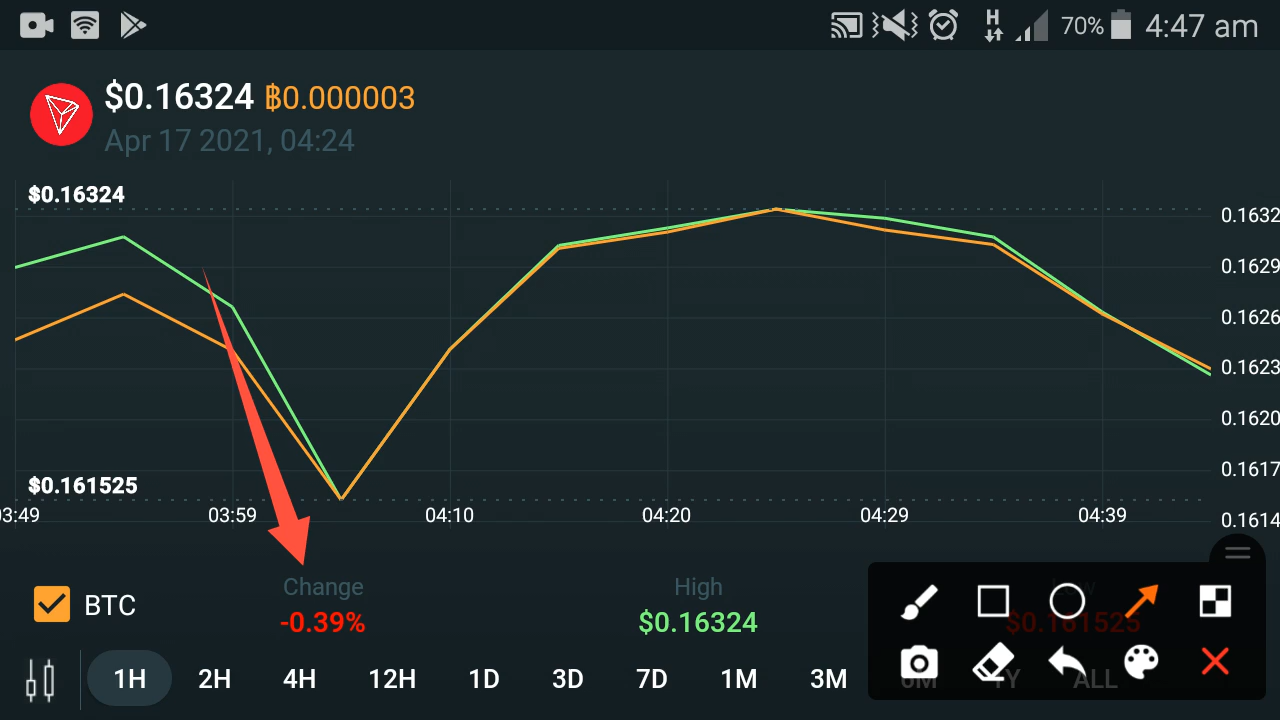 H 70% 4:47 am
$0.16324 ฿0.000003
Apr 17 2021, 04:24
$0.16324
0.1632
0.1629
0.1626
0.1623
0.1620
0.1617
$0.161525
03:49 03:59 04:10 04:20 04:29 04:39
0.1614
BTC
Change
-0.39%
High
$0.16324
$0.161525
1H 2H 4H 12H 1D 3D 7D 1M 3M 6M 1Y ALL